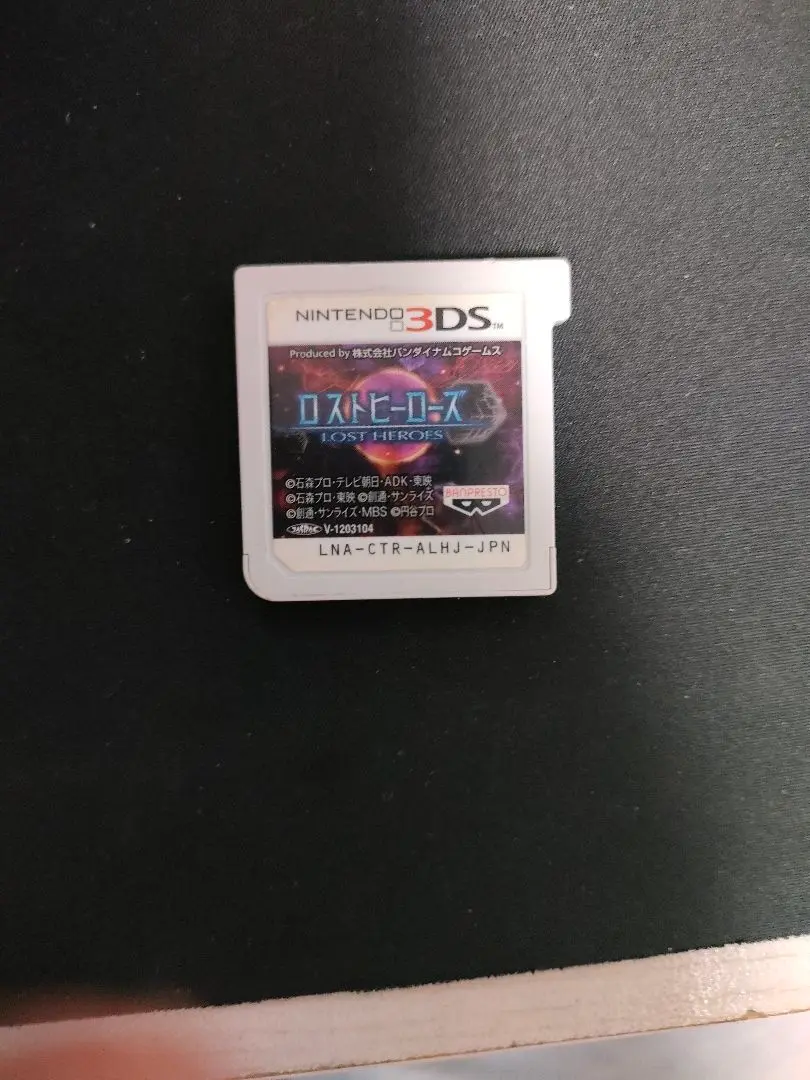 NINTENDO 3DS™
Produced by 株式会社バンダイナムコゲームス
ロストヒーローズ
LOST HEROES
©石森プロ・テレビ朝日・ADK・東映
©石森プロ・東映 ©創通・サンライズ
©創通・サンライズ・MBS ©円谷プロ
BANPRESTO
V-1203104
LNA-CTR-ALHJ-JPN